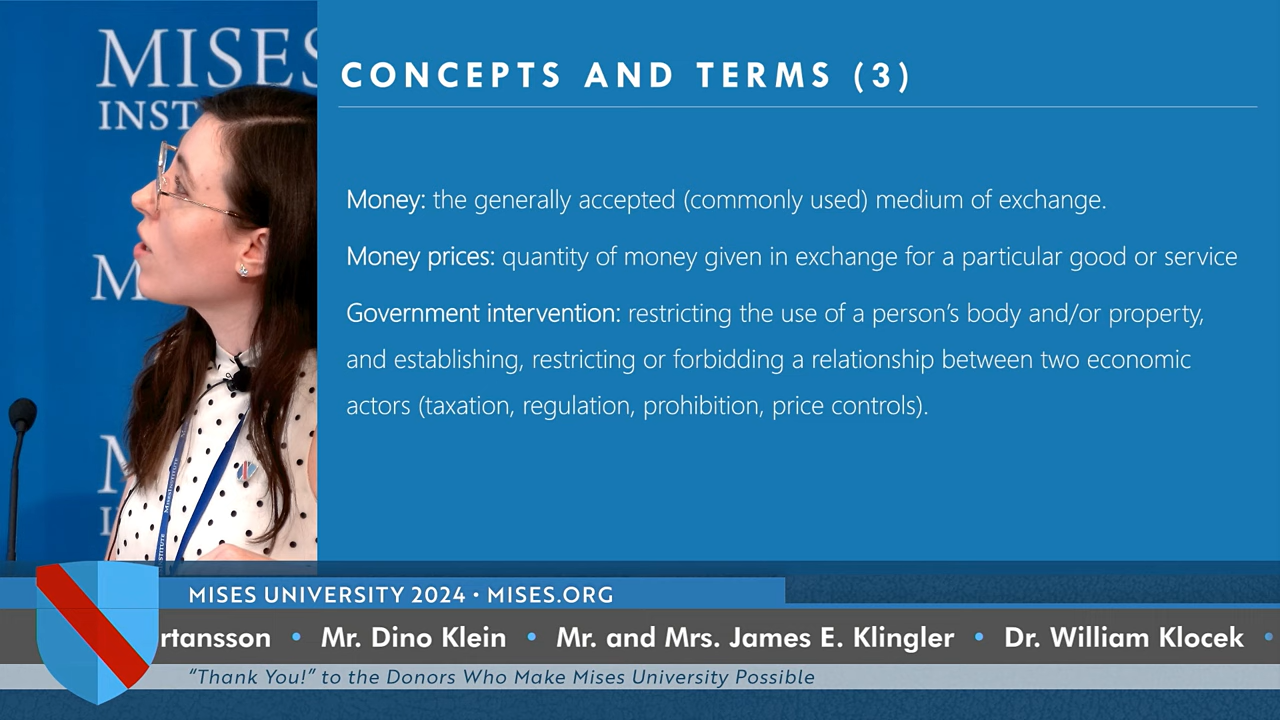 MISES
INST
CONCEPTS AND TERMS (3)
Money: the generally accepted (commonly used) medium of exchange.
Money prices: quantity of money given in exchange for a particular good or service
Government intervention: restricting the use of a person’s body and/or property,
and establishing, restricting or forbidding a relationship between two economic
actors (taxation, regulation, prohibition, price controls).
M
M
I
MISES UNIVERSITY 2024 • MISES.ORG
rtansson • Mr. Dino Klein • Mr. and Mrs. James E. Klingler • Dr. William Klocek •
“Thank You!” to the Donors Who Make Mises University Possible